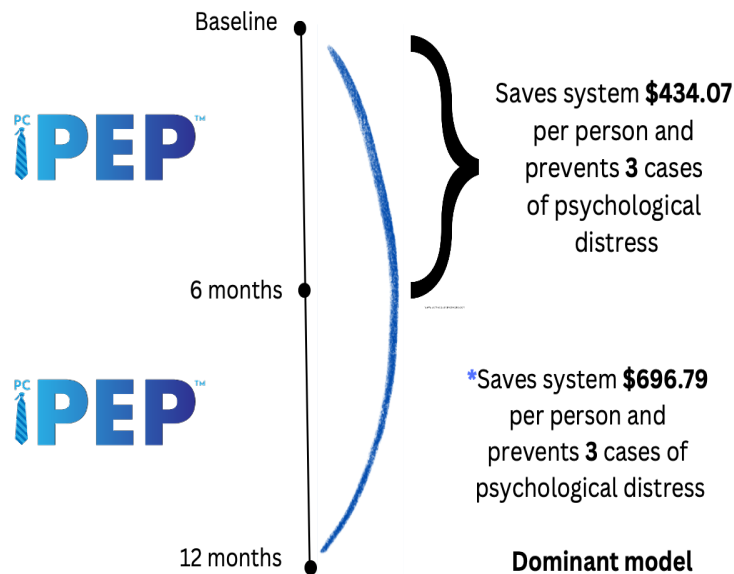 Baseline
PC
iPEP™
Saves system $434.07
per person and
prevents 3 cases
of psychological
distress
6 months
PC
iPEP™
*Saves system $696.79
per person and
prevents 3 cases of
psychological distress
12 months
Dominant model